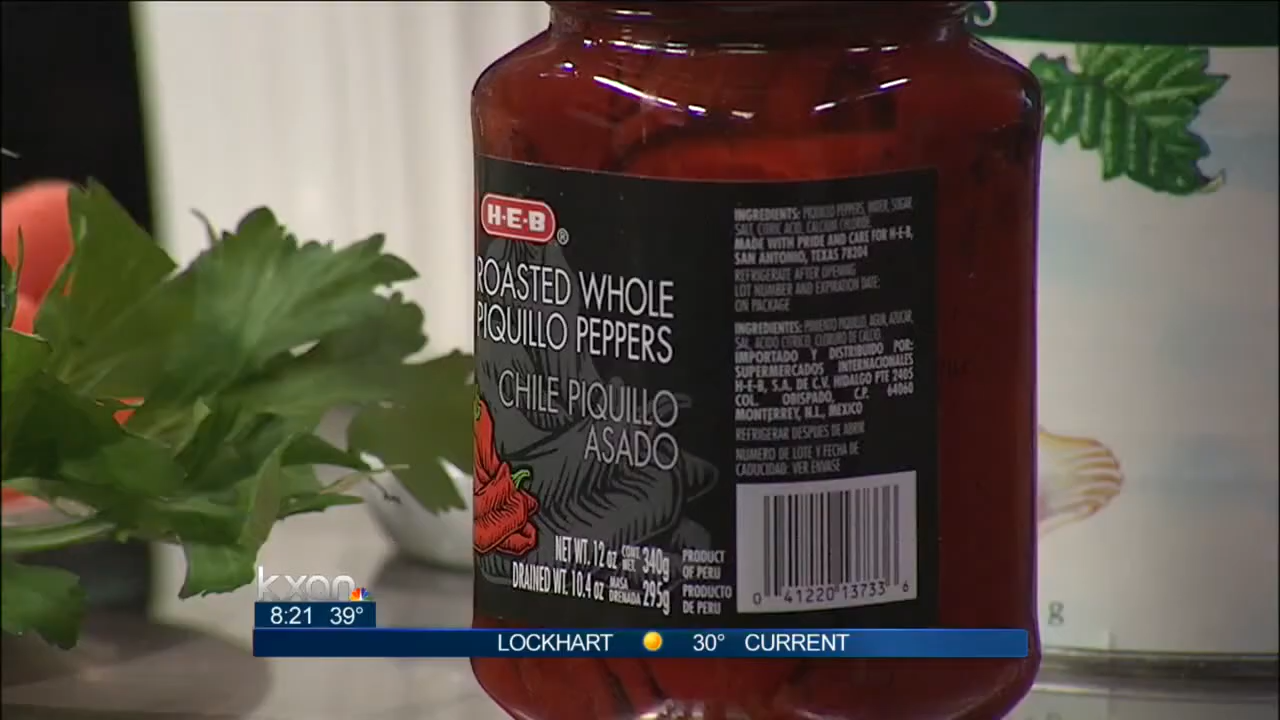 H-E-B®
ROASTED WHOLE
PIQUILLO PEPPERS
CHILE PIQUILLO
ASADO
NET WT. 12 oz CONT. NET. 340g
DRAINED WT. 10.4 oz MASA DRENADA 295g
PRODUCT
OF PERU
PRODUCTO
DE PERU
INGREDIENTS: PIQUILLO PEPPERS, WATER, SUGAR,
SALT, CITRIC ACID, CALCIUM CHLORIDE.
MADE WITH PRIDE AND CARE FOR H-E-B,
SAN ANTONIO, TEXAS 78204
REFRIGERATE AFTER OPENING
LOT NUMBER AND EXPIRATION DATE:
ON PACKAGE
INGREDIENTES: PIMIENTO PIQUILLO, AGUA, AZUCAR,
SAL, ACIDO CITRICO, CLORURO DE CALCIO
IMPORTADO Y DISTRIBUIDO POR:
SUPERMERCADOS INTERNACIONALES
H-E-B, S.A. DE C.V. HIDALGO PTE 2405
COL. OBISPADO, C.P. 64060
MONTERREY, N.L., MEXICO
REFRIGERAR DESPUES DE ABRIR
NUMERO DE LOTE Y FECHA DE
CADUCIDAD: VER ENVASE
0 41220 13733 6
g
kxan
8:21 39°
LOCKHART 30° CURRENT